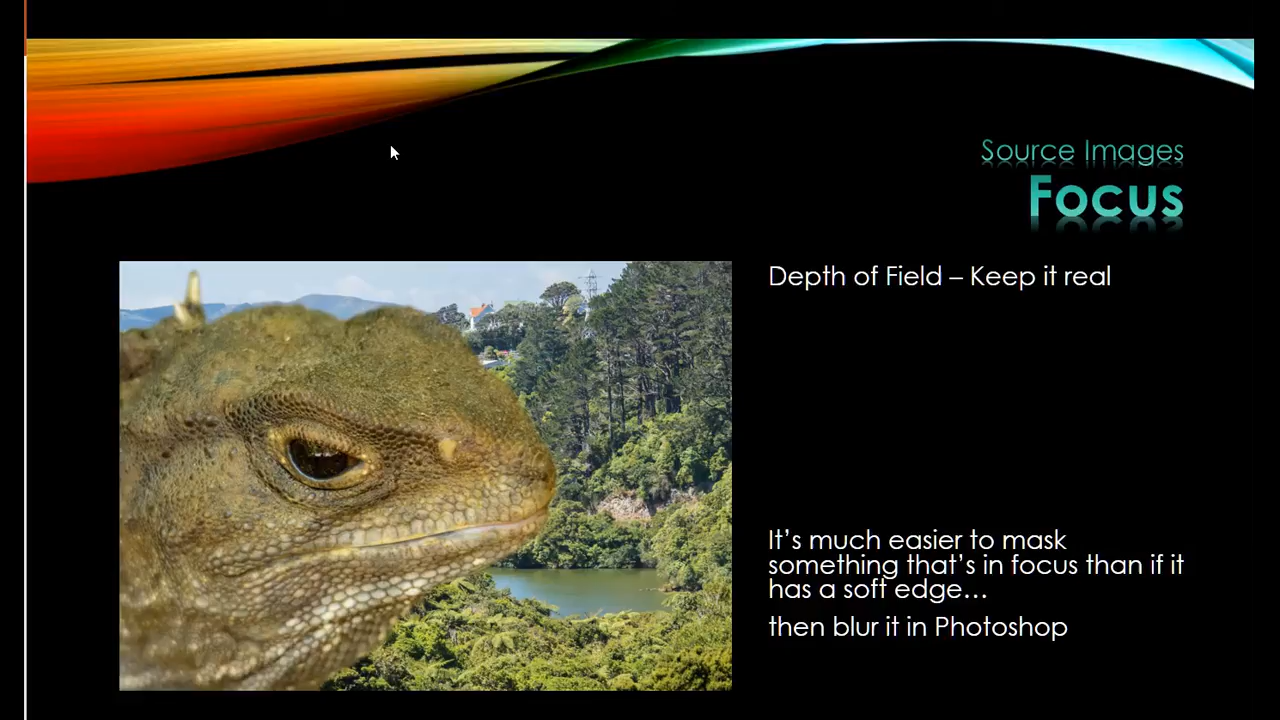 Source Images
Focus
Depth of Field – Keep it real
It’s much easier to mask
something that’s in focus than if it
has a soft edge…
then blur it in Photoshop